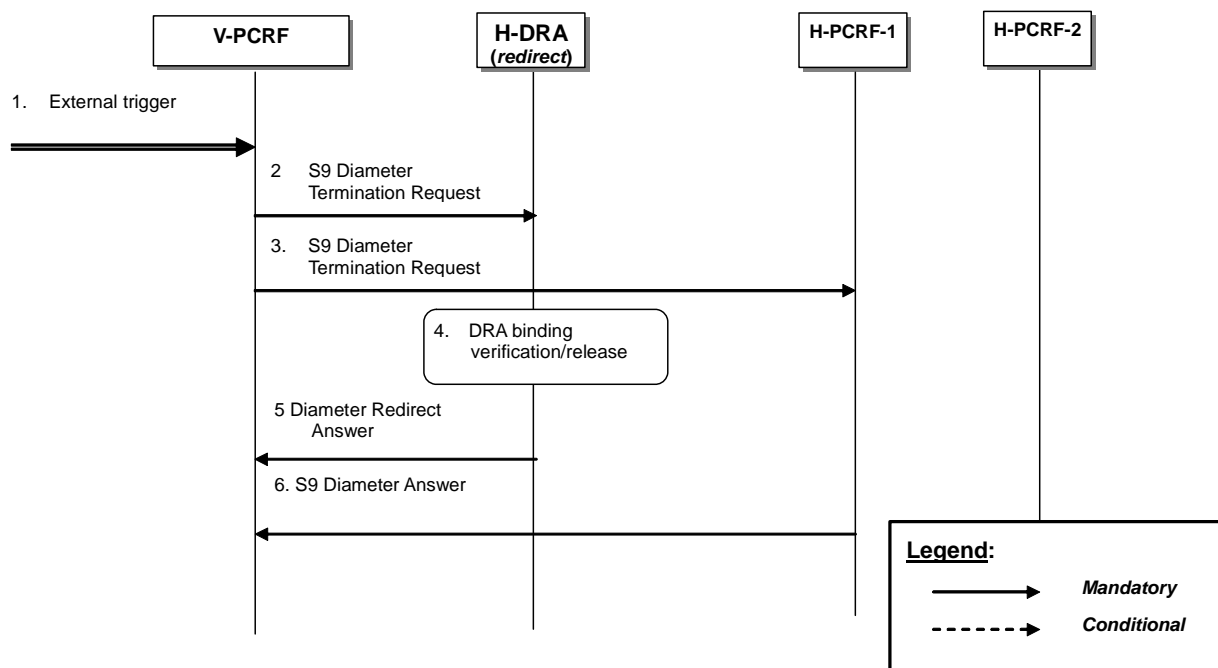 V-PCRF
H-DRA
(redirect)
H-PCRF-1
H-PCRF-2
1. External trigger
2 S9 Diameter
Termination Request
3. S9 Diameter
Termination Request
4. DRA binding
verification/release
5 Diameter Redirect
Answer
6. S9 Diameter Answer
Legend:
Mandatory
Conditional